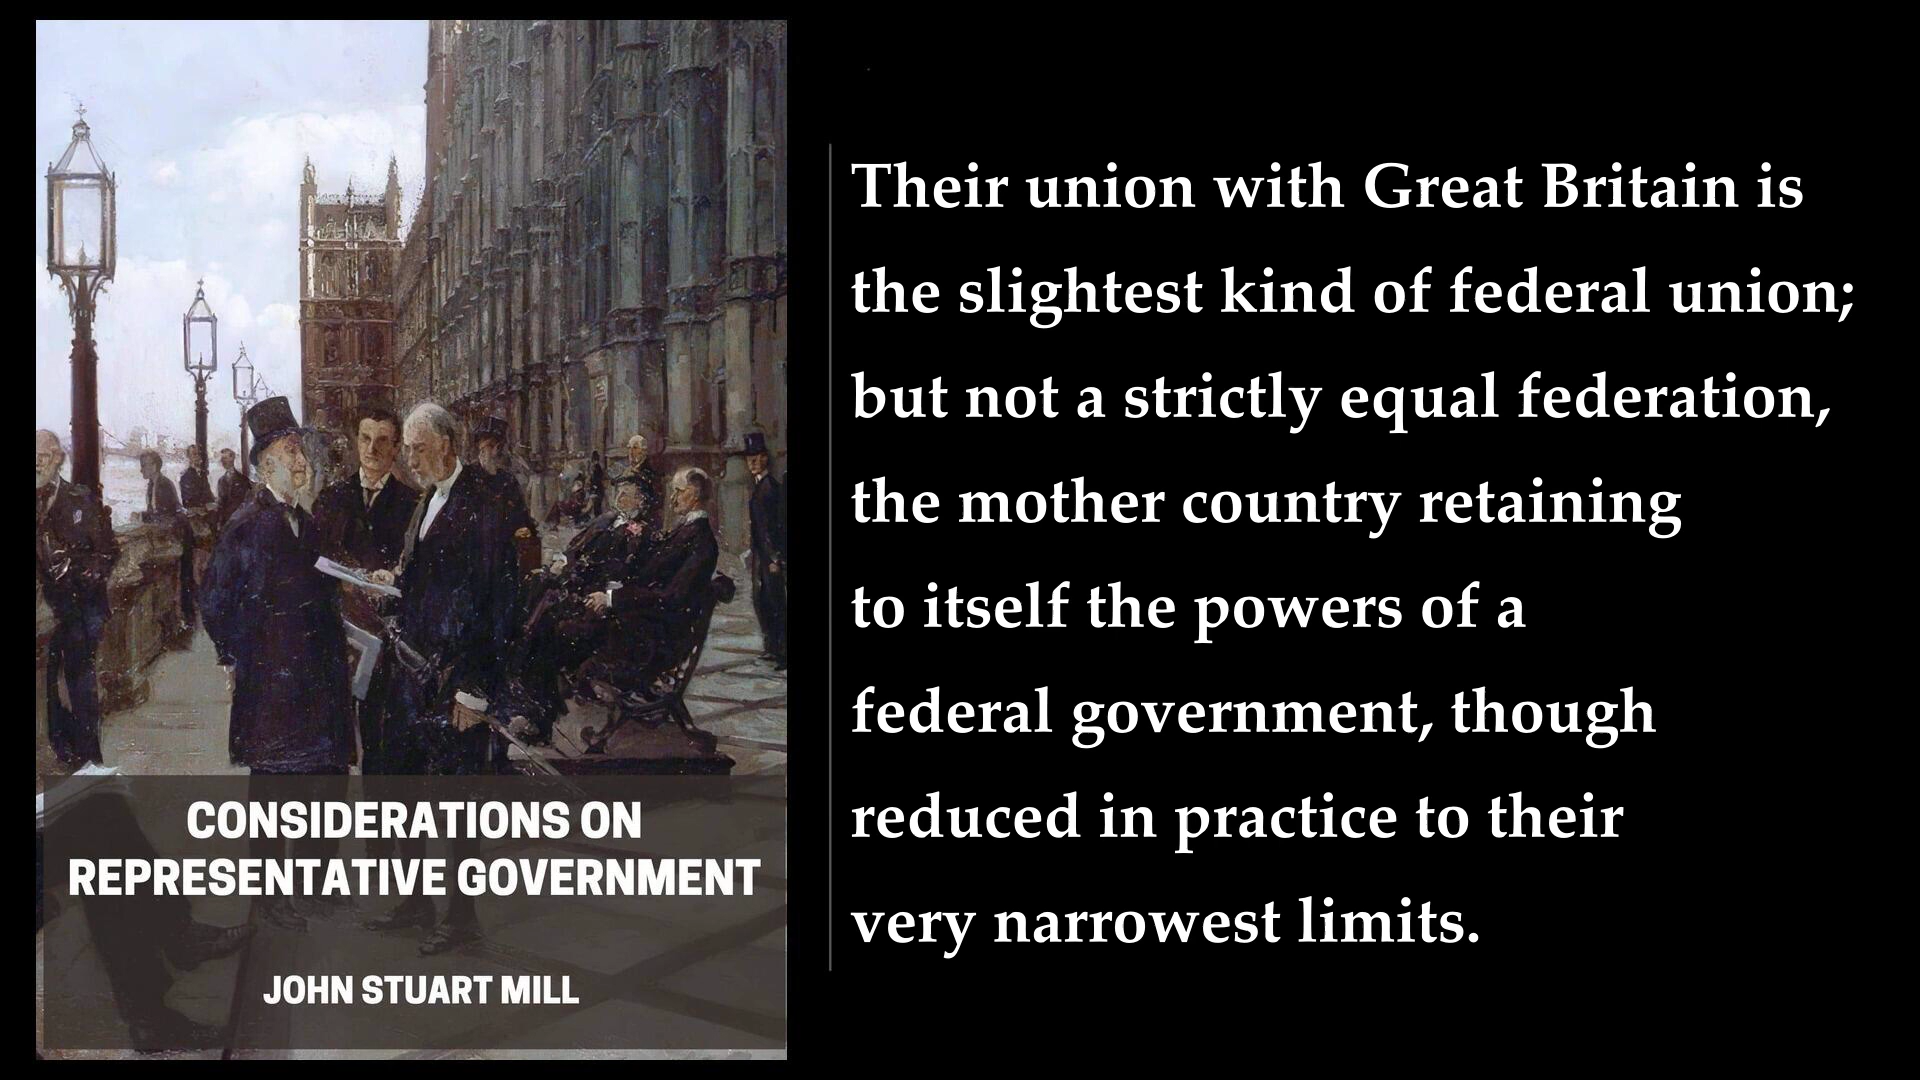 CONSIDERATIONS ON
REPRESENTATIVE GOVERNMENT
JOHN STUART MILL
Their union with Great Britain is
the slightest kind of federal union;
but not a strictly equal federation,
the mother country retaining
to itself the powers of a
federal government, though
reduced in practice to their
very narrowest limits.